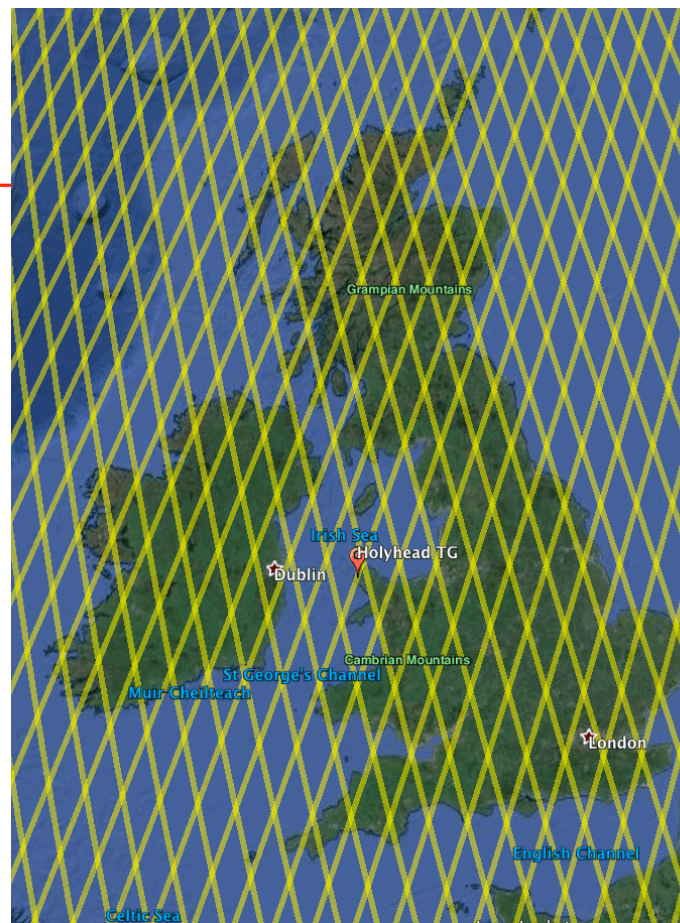 Grampian Mountains
Irish Sea
Holyhead TG
Dublin
Cambrian Mountains
St George's Channel
Muir Cheilteach
London
English Channel
Celtic Sea